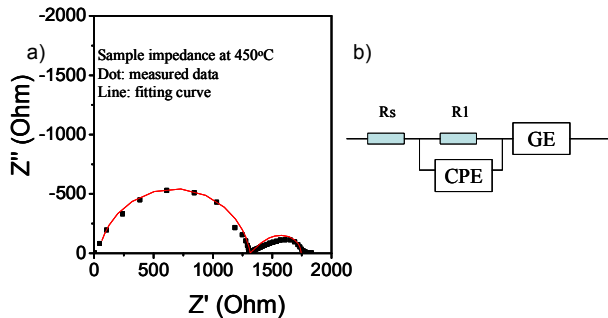 a)
b)
Sample impedance at 450°C
Dot: measured data
Line: fitting curve
-2000
-1500
-1000
-500
0
0 500 1000 1500 2000
Z'' (Ohm)
Z' (Ohm)
Rs
R1
CPE
GE